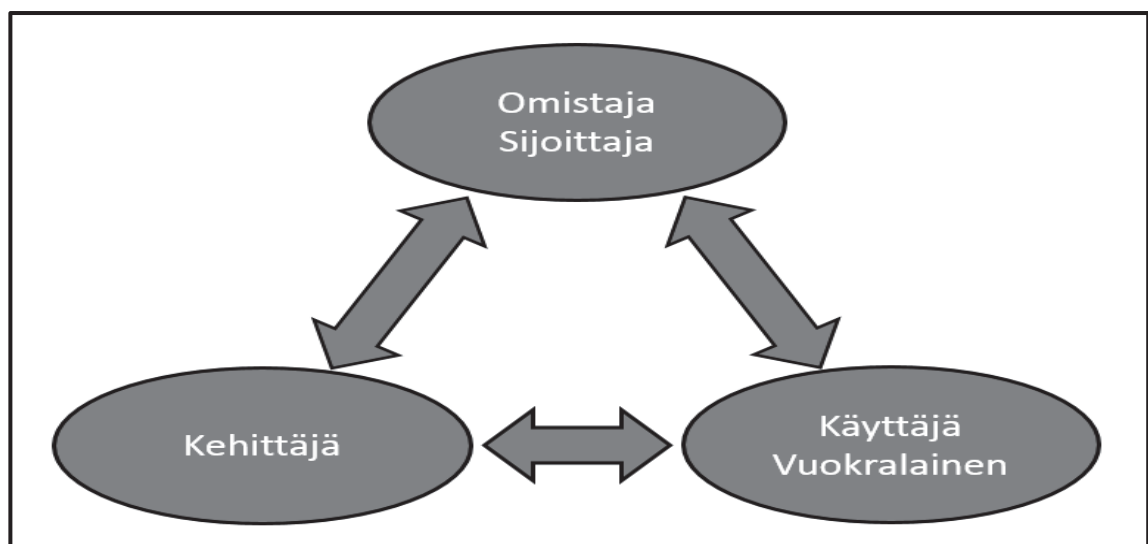 Omistaja
Sijoittaja
Kehittäjä
Käyttäjä
Vuokralainen